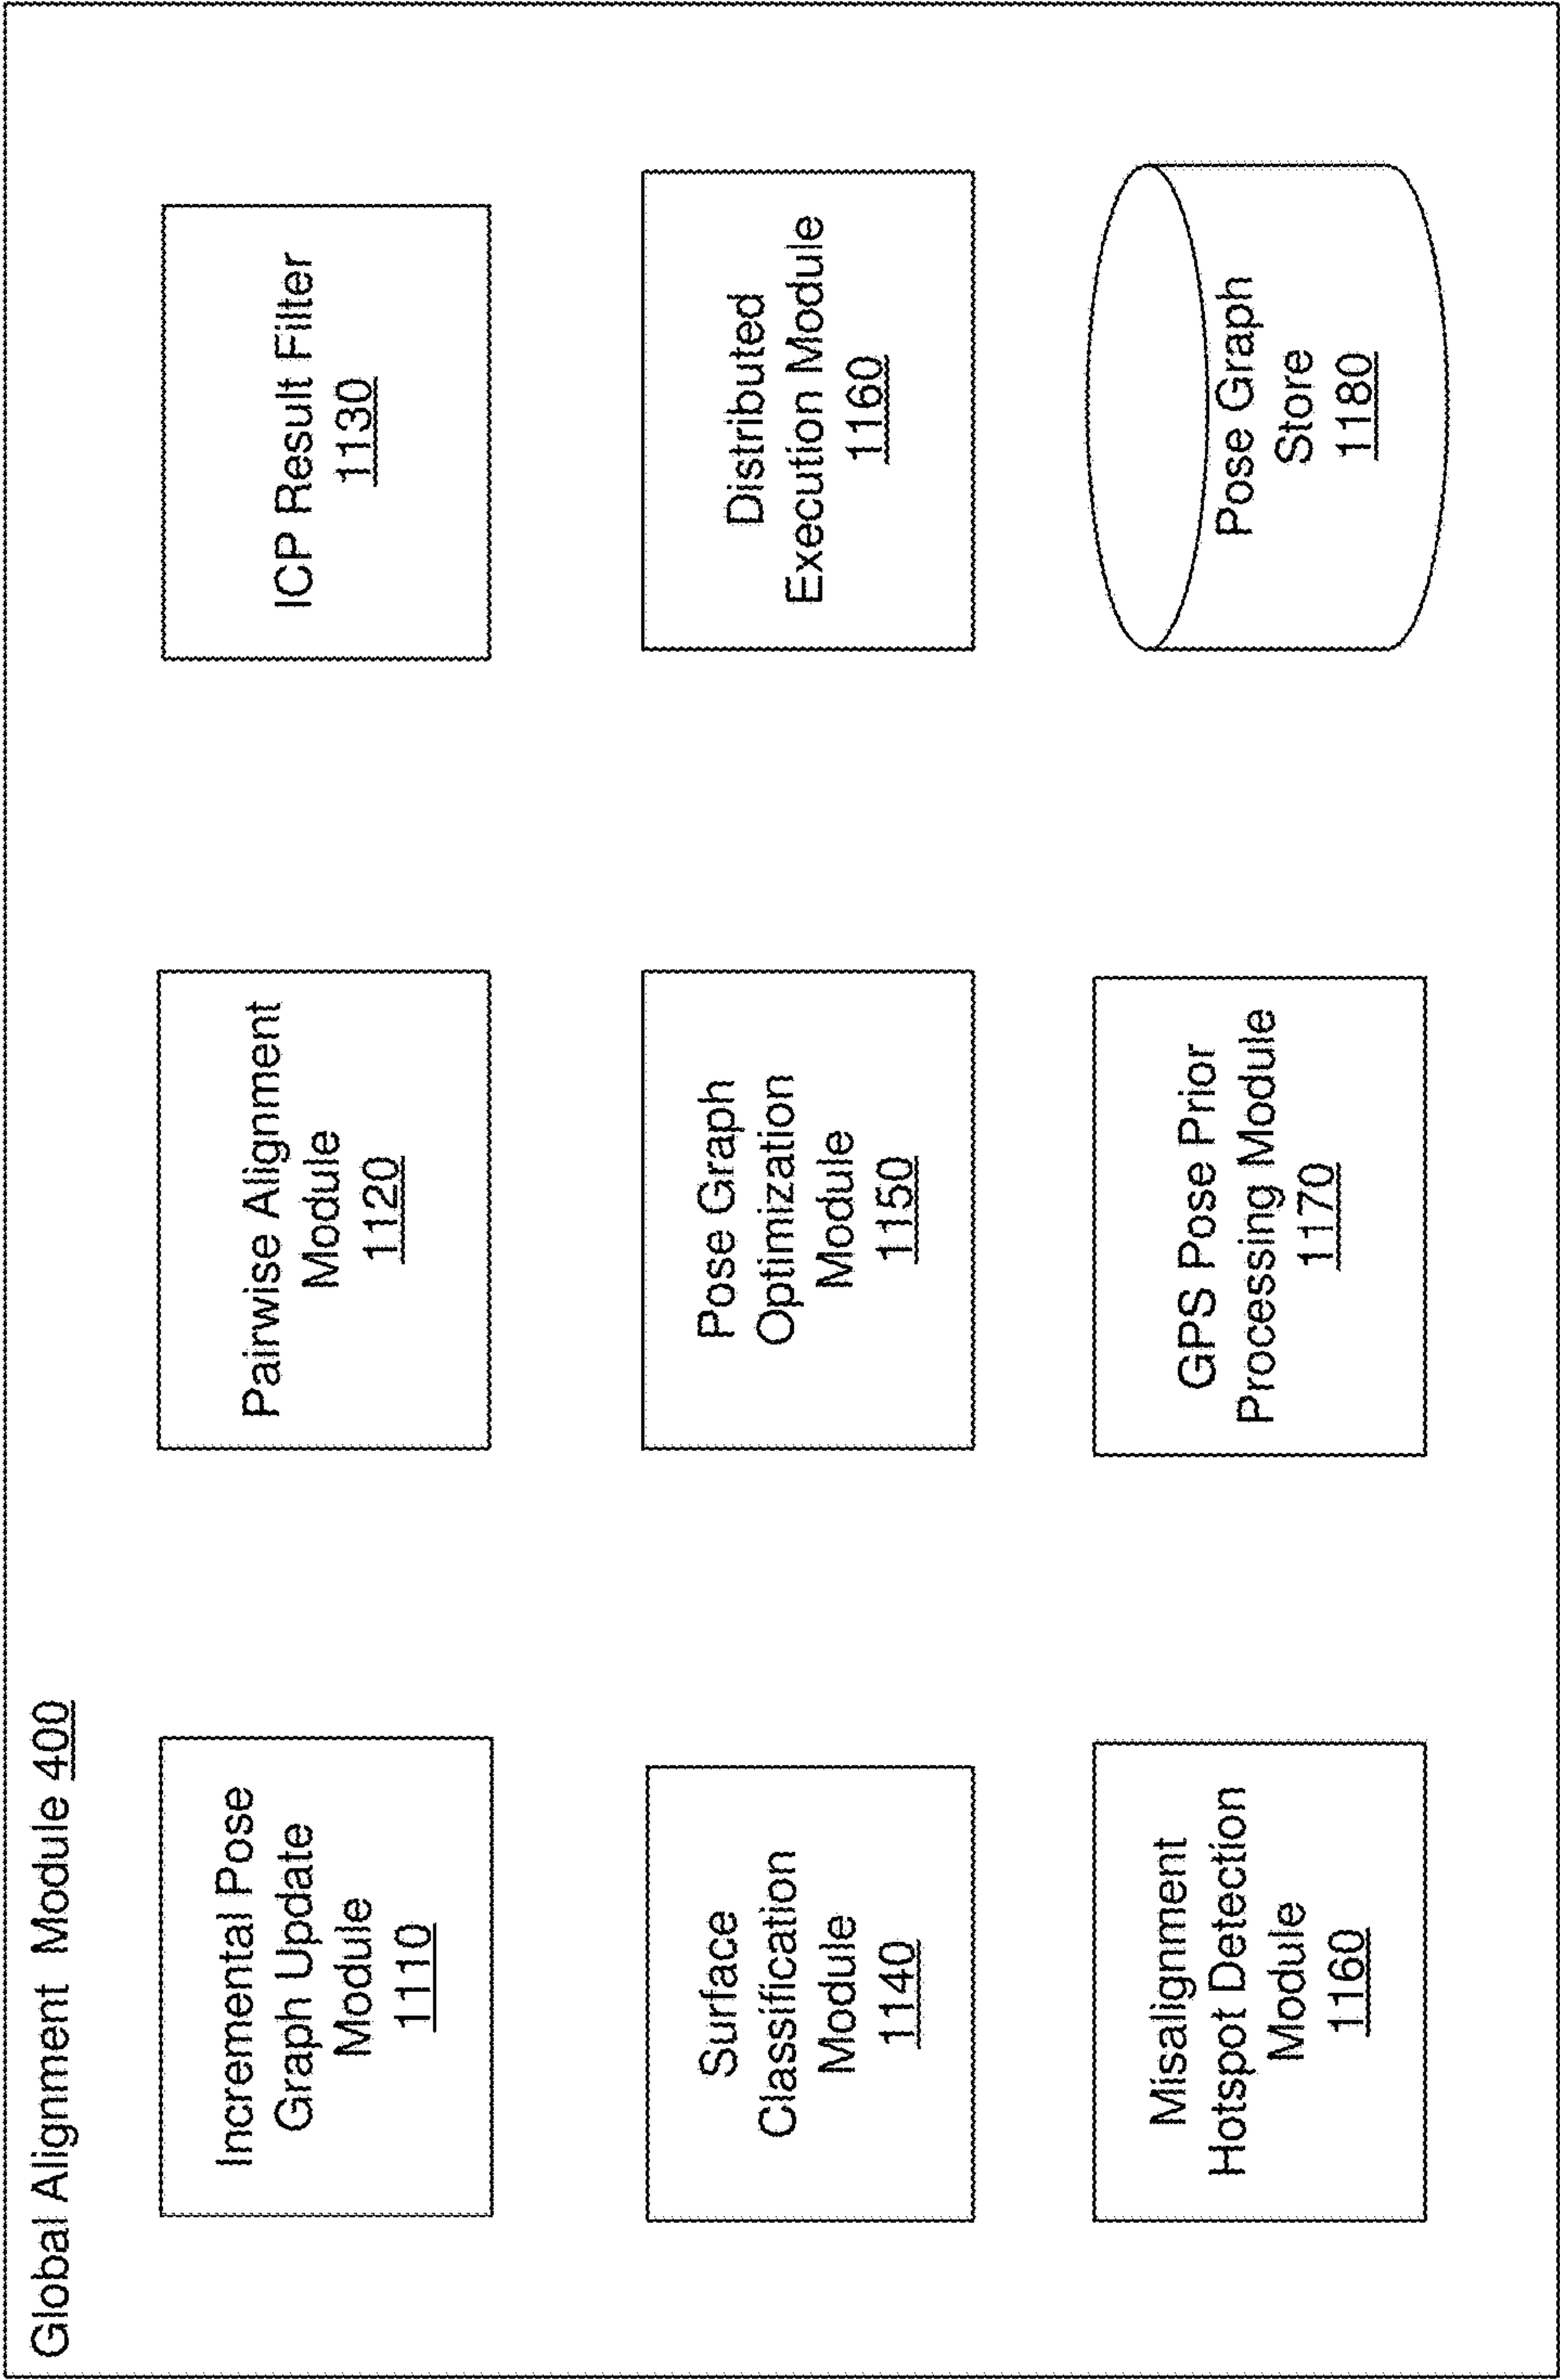 Global Alignment Module 400
Incremental Pose
Graph Update
Module
1110
Pairwise Alignment
Module
1120
ICP Result Filter
1130
Surface
Classification
Module
1140
Pose Graph
Optimization
Module
1150
Distributed
Execution Module
1160
Misalignment
Hotspot Detection
Module
1160
GPS Pose Prior
Processing Module
1170
Pose Graph
Store
1180